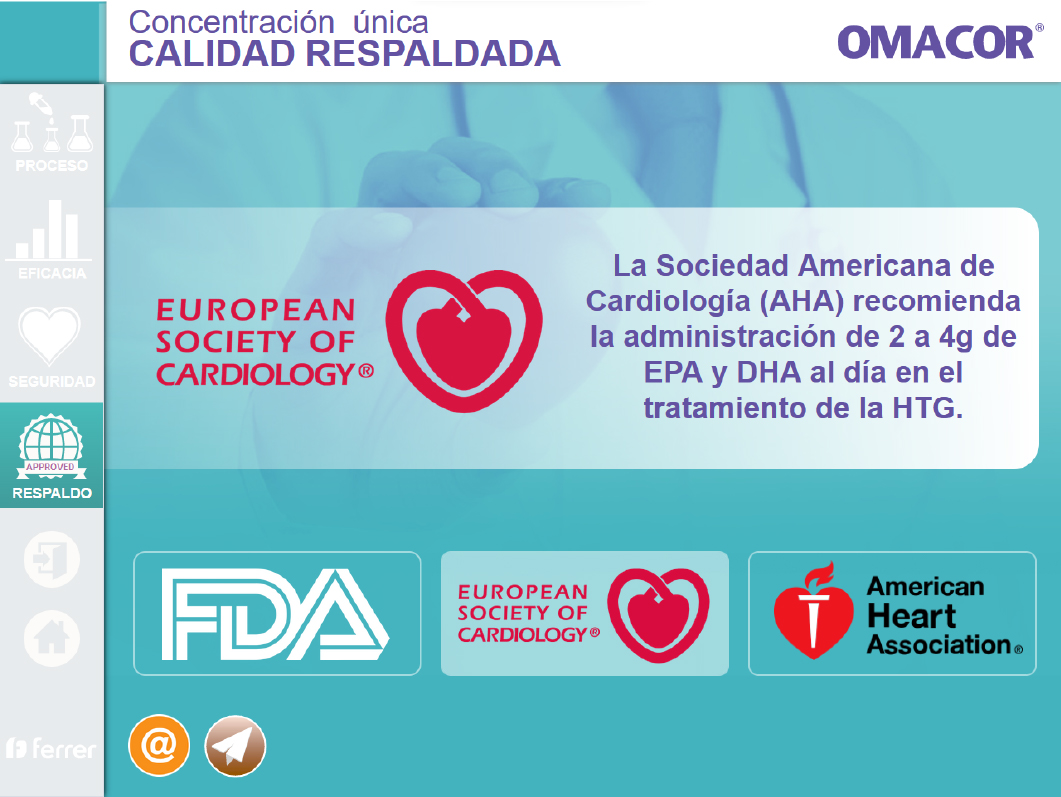 Concentración única
CALIDAD RESPALDADA
OMACOR®
PROCESO
EFICACIA
SEGURIDAD
APPROVED
RESPALDO
ferrer
EUROPEAN
SOCIETY OF
CARDIOLOGY®
La Sociedad Americana de
Cardiología (AHA) recomienda
la administración de 2 a 4g de
EPA y DHA al día en el
tratamiento de la HTG.
FDA
EUROPEAN
SOCIETY OF
CARDIOLOGY®
American
Heart
Association®
@